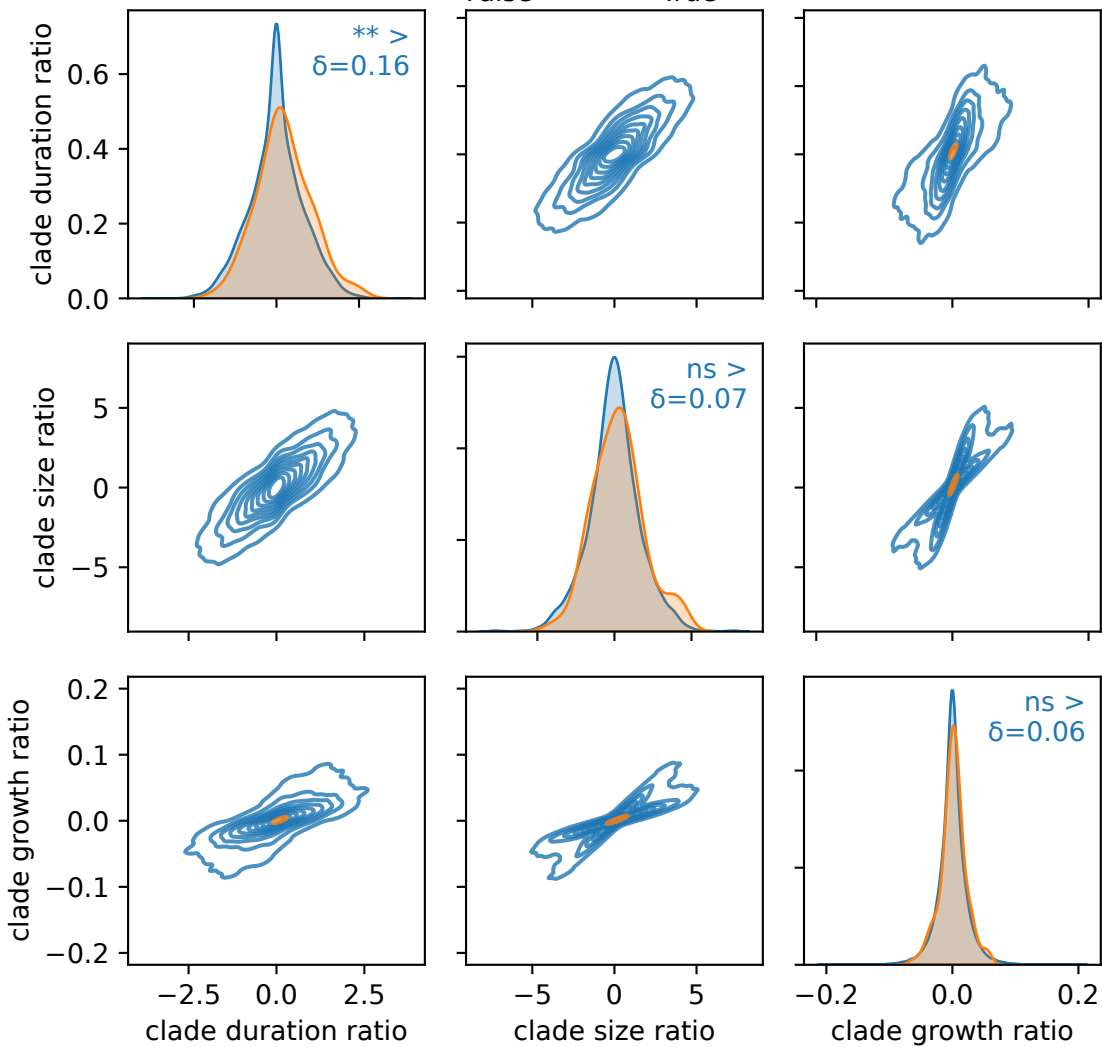 ** >
δ=0.16
clade duration ratio
0.6
0.4
0.2
0.0
ns >
δ=0.07
clade size ratio
5
0
−5
ns >
δ=0.06
clade growth ratio
0.2
0.1
0.0
−0.1
−0.2
−2.5 0.0 2.5
−5 0 5
−0.2 0.0 0.2
clade duration ratio
clade size ratio
clade growth ratio